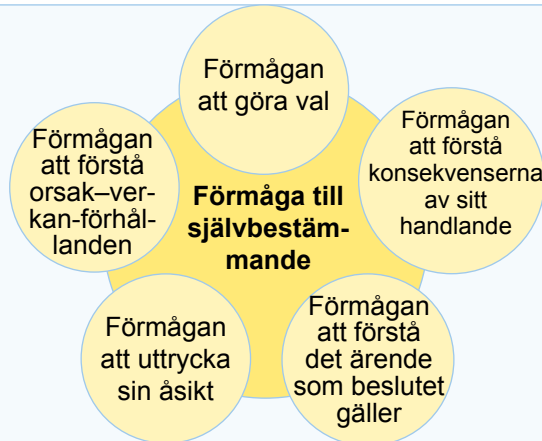 Förmågan
att göra val
Förmågan
att förstå
konsekvenserna
av sitt
handlande
Förmågan
att förstå
det ärende
som beslutet
gäller
Förmågan
att uttrycka
sin åsikt
Förmågan
att förstå
orsak–ver-
kan-förhål-
landen
Förmåga till
självbestäm-
mande